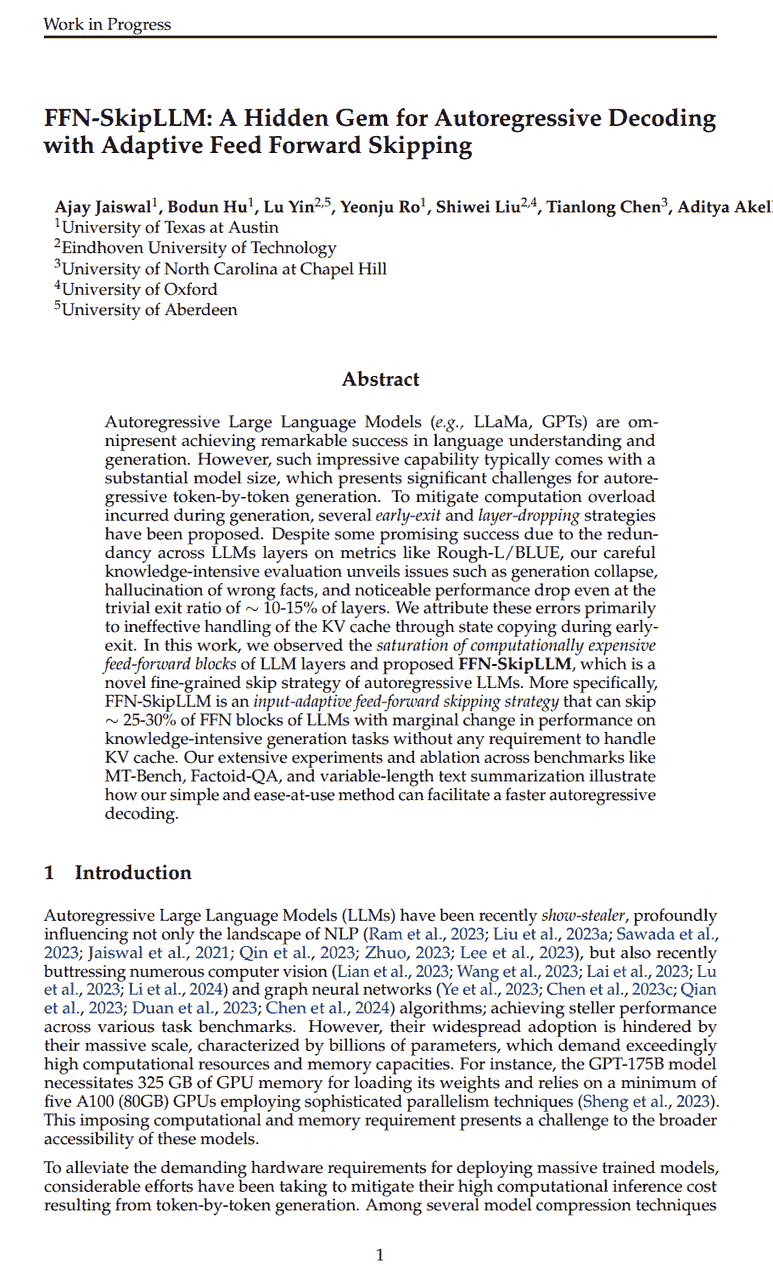 Work in Progress
FFN-SkipLLM: A Hidden Gem for Autoregressive Decoding
with Adaptive Feed Forward Skipping
Ajay Jaiswal1, Bodun Hu1, Lu Yin2,5, Yeonju Ro1, Shiwei Liu2,4, Tianlong Chen3, Aditya Akell
1University of Texas at Austin
2Eindhoven University of Technology
3University of North Carolina at Chapel Hill
4University of Oxford
5University of Aberdeen
Abstract
Autoregressive Large Language Models (e.g., LLaMa, GPTs) are om-
nipresent achieving remarkable success in language understanding and
generation. However, such impressive capability typically comes with a
substantial model size, which presents significant challenges for autore-
gressive token-by-token generation. To mitigate computation overload
incurred during generation, several early-exit and layer-dropping strategies
have been proposed. Despite some promising success due to the redun-
dancy across LLMs layers on metrics like Rough-L/BLUE, our careful
knowledge-intensive evaluation unveils issues such as generation collapse,
hallucination of wrong facts, and noticeable performance drop even at the
trivial exit ratio of ~ 10-15% of layers. We attribute these errors primarily
to ineffective handling of the KV cache through state copying during early-
exit. In this work, we observed the saturation of computationally expensive
feed-forward blocks of LLM layers and proposed FFN-SkipLLM, which is a
novel fine-grained skip strategy of autoregressive LLMs. More specifically,
FFN-SkipLLM is an input-adaptive feed-forward skipping strategy that can skip
~ 25-30% of FFN blocks of LLMs with marginal change in performance on
knowledge-intensive generation tasks without any requirement to handle
KV cache. Our extensive experiments and ablation across benchmarks like
MT-Bench, Factoid-QA, and variable-length text summarization illustrate
how our simple and ease-at-use method can facilitate a faster autoregressive
decoding.
1 Introduction
Autoregressive Large Language Models (LLMs) have been recently show-stealer, profoundly
influencing not only the landscape of NLP (Ram et al., 2023; Liu et al., 2023a; Sawada et al.,
2023; Jaiswal et al., 2021; Qin et al., 2023; Zhuo, 2023; Lee et al., 2023), but also recently
buttressing numerous computer vision (Lian et al., 2023; Wang et al., 2023; Lai et al., 2023; Lu
et al., 2023; Li et al., 2024) and graph neural networks (Ye et al., 2023; Chen et al., 2023c; Qian
et al., 2023; Duan et al., 2023; Chen et al., 2024) algorithms; achieving steller performance
across various task benchmarks. However, their widespread adoption is hindered by
their massive scale, characterized by billions of parameters, which demand exceedingly
high computational resources and memory capacities. For instance, the GPT-175B model
necessitates 325 GB of GPU memory for loading its weights and relies on a minimum of
five A100 (80GB) GPUs employing sophisticated parallelism techniques (Sheng et al., 2023).
This imposing computational and memory requirement presents a challenge to the broader
accessibility of these models.
To alleviate the demanding hardware requirements for deploying massive trained models,
considerable efforts have been taking to mitigate their high computational inference cost
resulting from token-by-token generation. Among several model compression techniques
1